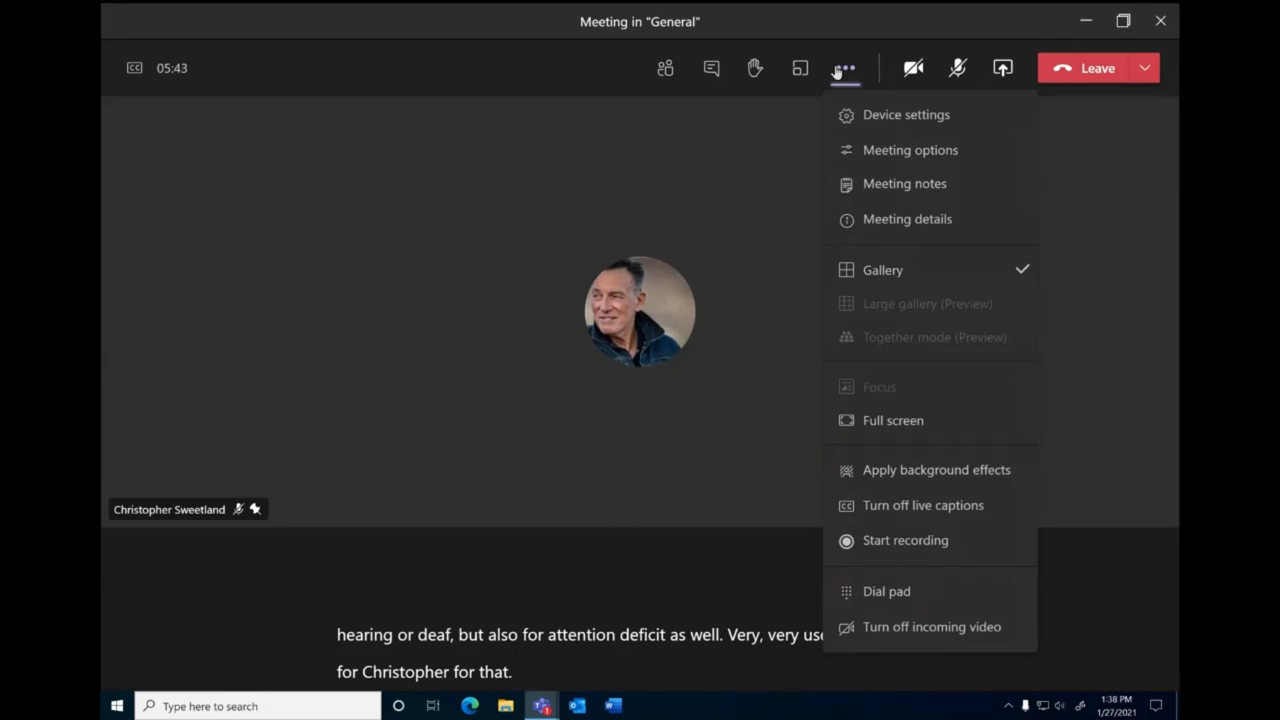 Meeting in "General"
CC 05:43
Leave
Device settings
Meeting options
Meeting notes
Meeting details
Gallery
Large gallery (Preview)
Together mode (Preview)
Focus
Full screen
Apply background effects
CC Turn off live captions
Start recording
Dial pad
Turn off incoming video
Christopher Sweetland
hearing or deaf, but also for attention deficit as well. Very, very
for Christopher for that.
Type here to search
1
W
1:38 PM
1/27/2021